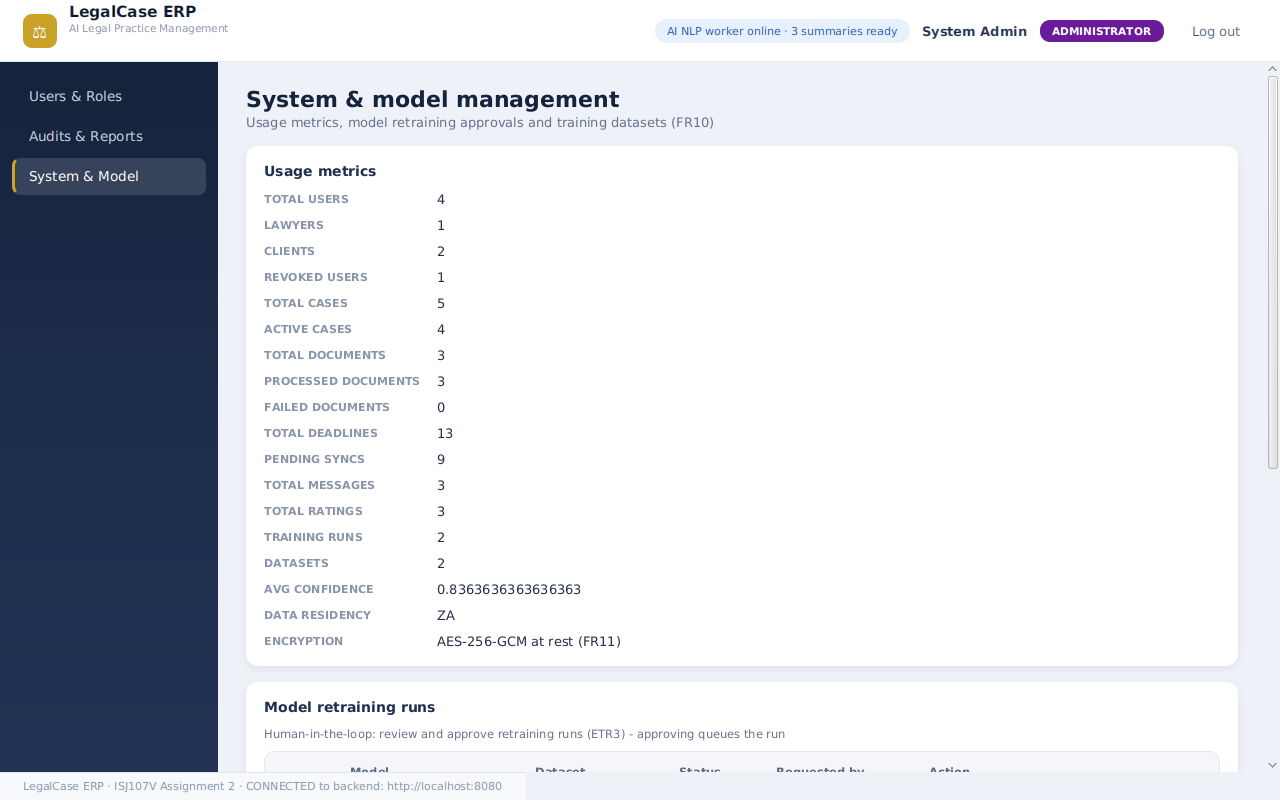 LegalCase ERP
AI Legal Practice Management
AI NLP worker online · 3 summaries ready
System Admin
ADMINISTRATOR
Log out
Users & Roles
Audits & Reports
System & Model
System & model management
Usage metrics, model retraining approvals and training datasets (FR10)
Usage metrics
TOTAL USERS 4
LAWYERS 1
CLIENTS 2
REVOKED USERS 1
TOTAL CASES 5
ACTIVE CASES 4
TOTAL DOCUMENTS 3
PROCESSED DOCUMENTS 3
FAILED DOCUMENTS 0
TOTAL DEADLINES 13
PENDING SYNCS 9
TOTAL MESSAGES 3
TOTAL RATINGS 3
TRAINING RUNS 2
DATASETS 2
AVG CONFIDENCE 0.8363636363636363
DATA RESIDENCY ZA
ENCRYPTION AES-256-GCM at rest (FR11)
Model retraining runs
Human-in-the-loop: review and approve retraining runs (ETR3) - approving queues the run
Model Dataset Status Requested by Action
LegalCase ERP · ISJ107V Assignment 2 · CONNECTED to backend: http://localhost:8080